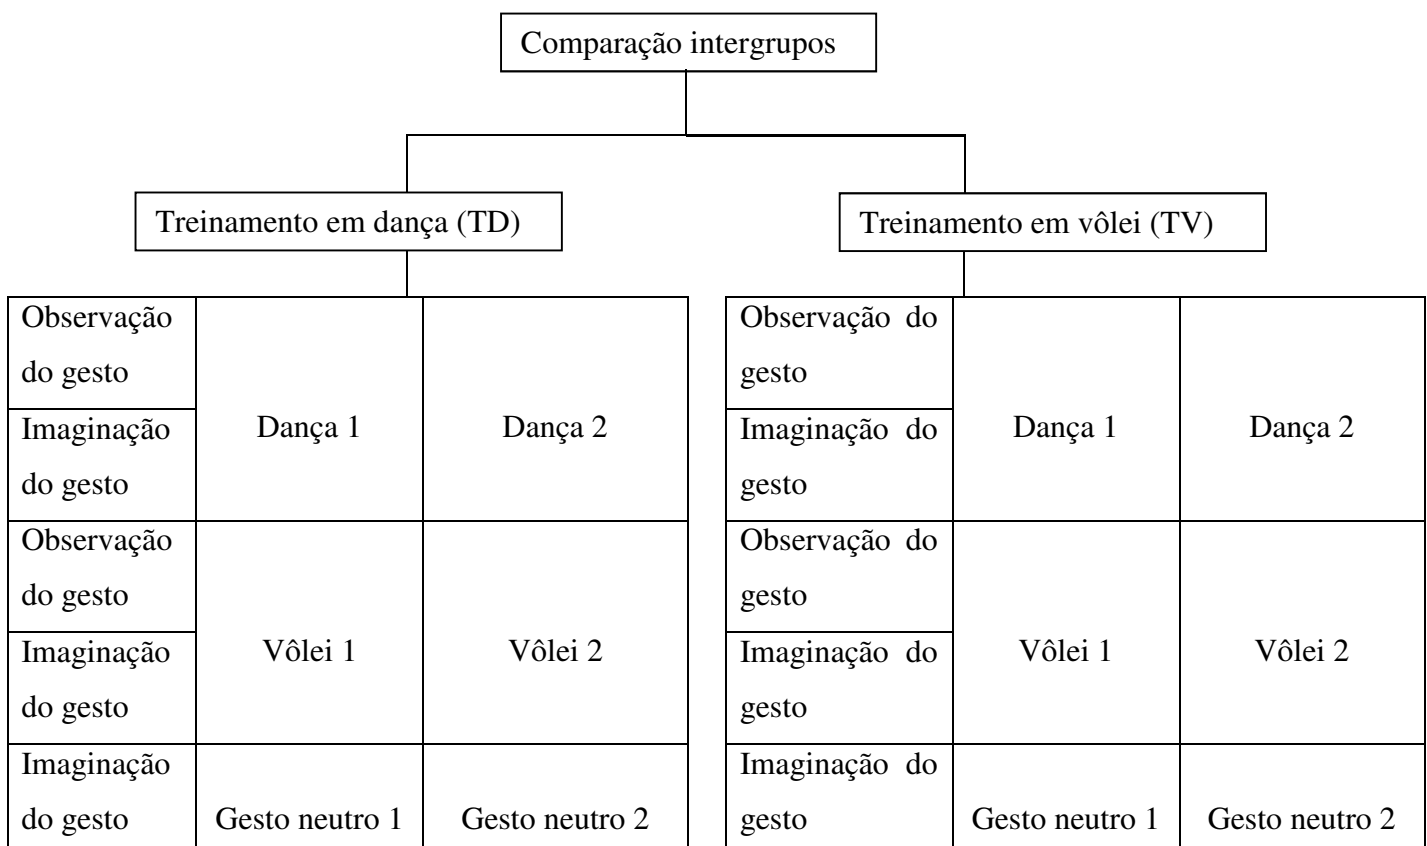 Comparação intergrupos
Treinamento em dança (TD)
Treinamento em vôlei (TV)
Observação
do gesto
Imaginação
do gesto
Dança 1
Dança 2
Observação
do gesto
Imaginação
do gesto
Vôlei 1
Vôlei 2
Imaginação
do gesto
Gesto neutro 1
Gesto neutro 2
Observação do
gesto
Imaginação do
gesto
Dança 1
Dança 2
Observação do
gesto
Imaginação do
gesto
Vôlei 1
Vôlei 2
Imaginação do
gesto
Gesto neutro 1
Gesto neutro 2